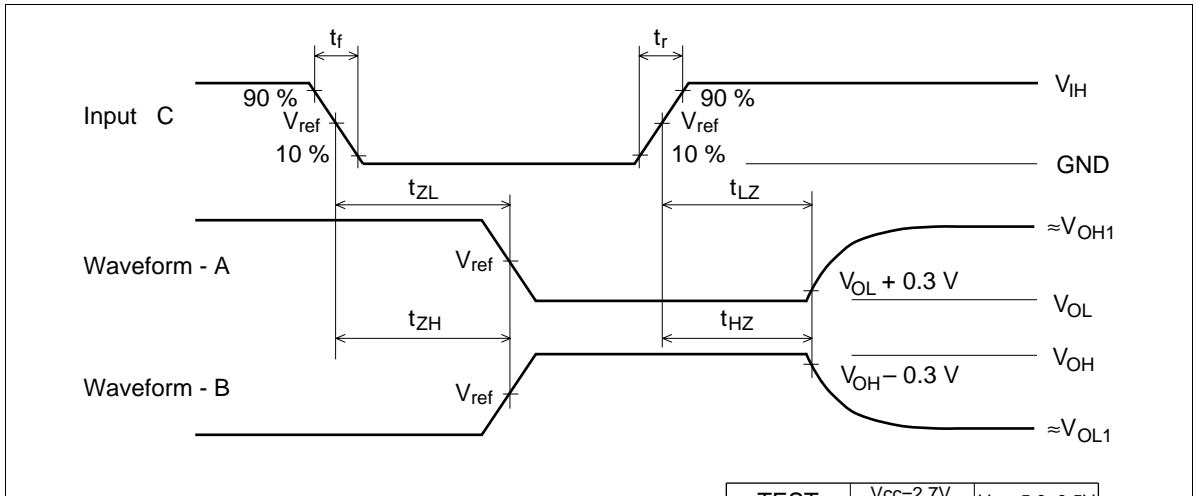 tf
tr
90 %
90 %
VIH
Input C
Vref
Vref
10 %
10 %
GND
tZL
tLZ
≈VOH1
Waveform - A
Vref
VOL + 0.3 V
VOL
tZH
tHZ
VOH
VOH – 0.3 V
Waveform - B
Vref
≈VOL1
TEST